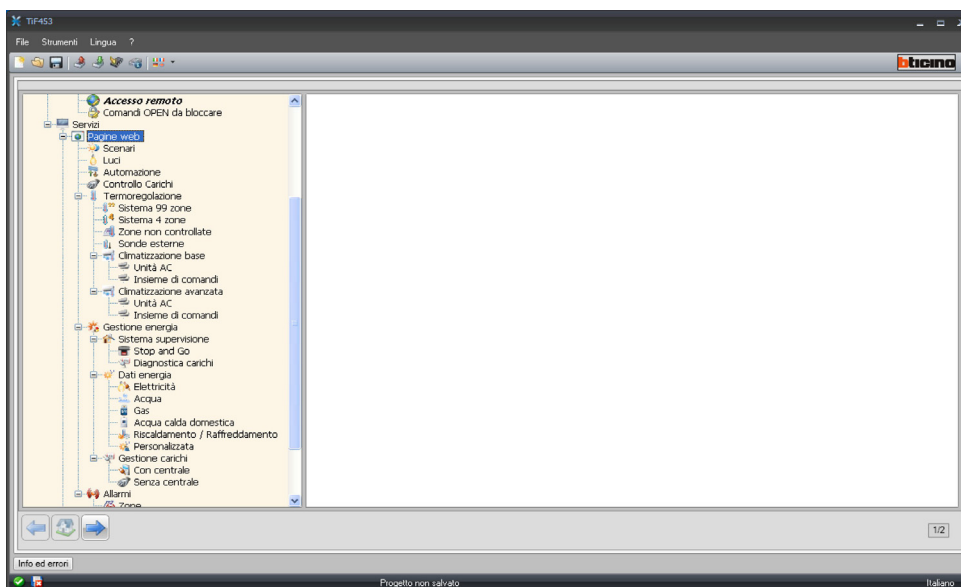 TiF453
File Strumenti Lingua ?
bticino
Accesso remoto
Comandi OPEN da bloccare
Servizi
Pagine web
Scenari
Luci
Automazione
Controllo Carichi
Termoregolazione
Sistema 99 zone
Sistema 4 zone
Zone non controllate
Sonde esterne
Climatizzazione base
Unità AC
Insieme di comandi
Climatizzazione avanzata
Unità AC
Insieme di comandi
Gestione energia
Sistema supervisione
Stop and Go
Diagnostica carichi
Dati energia
Elettricità
Acqua
Gas
Acqua calda domestica
Riscaldamento / Raffreddamento
Personalizzata
Gestione carichi
Con centrale
Senza centrale
Allarmi
Zone
1/2
Info ed errori
Progetto non salvato Italiano